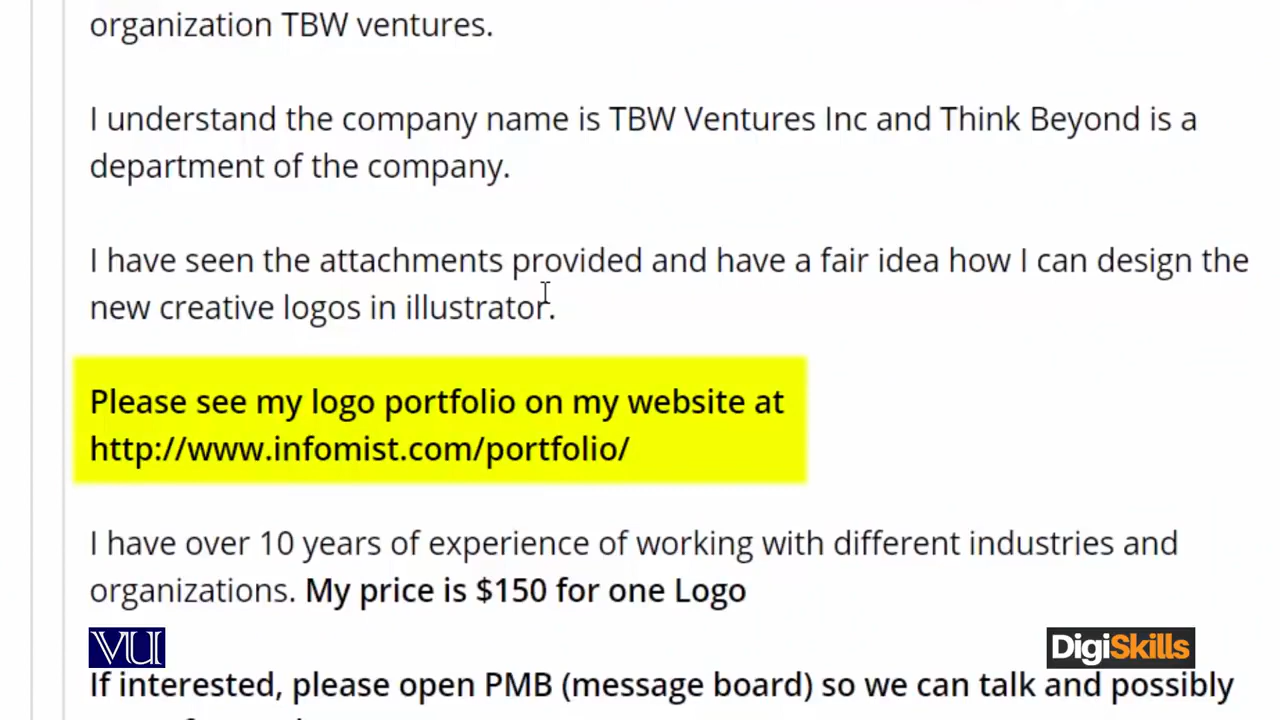 organization TBW ventures.
I understand the company name is TBW Ventures Inc and Think Beyond is a
department of the company.
I have seen the attachments provided and have a fair idea how I can design the
new creative logos in illustrator.
Please see my logo portfolio on my website at
http://www.infomist.com/portfolio/
I have over 10 years of experience of working with different industries and
organizations. My price is $150 for one Logo
VU
DigiSkills
If interested, please open PMB (message board) so we can talk and possibly